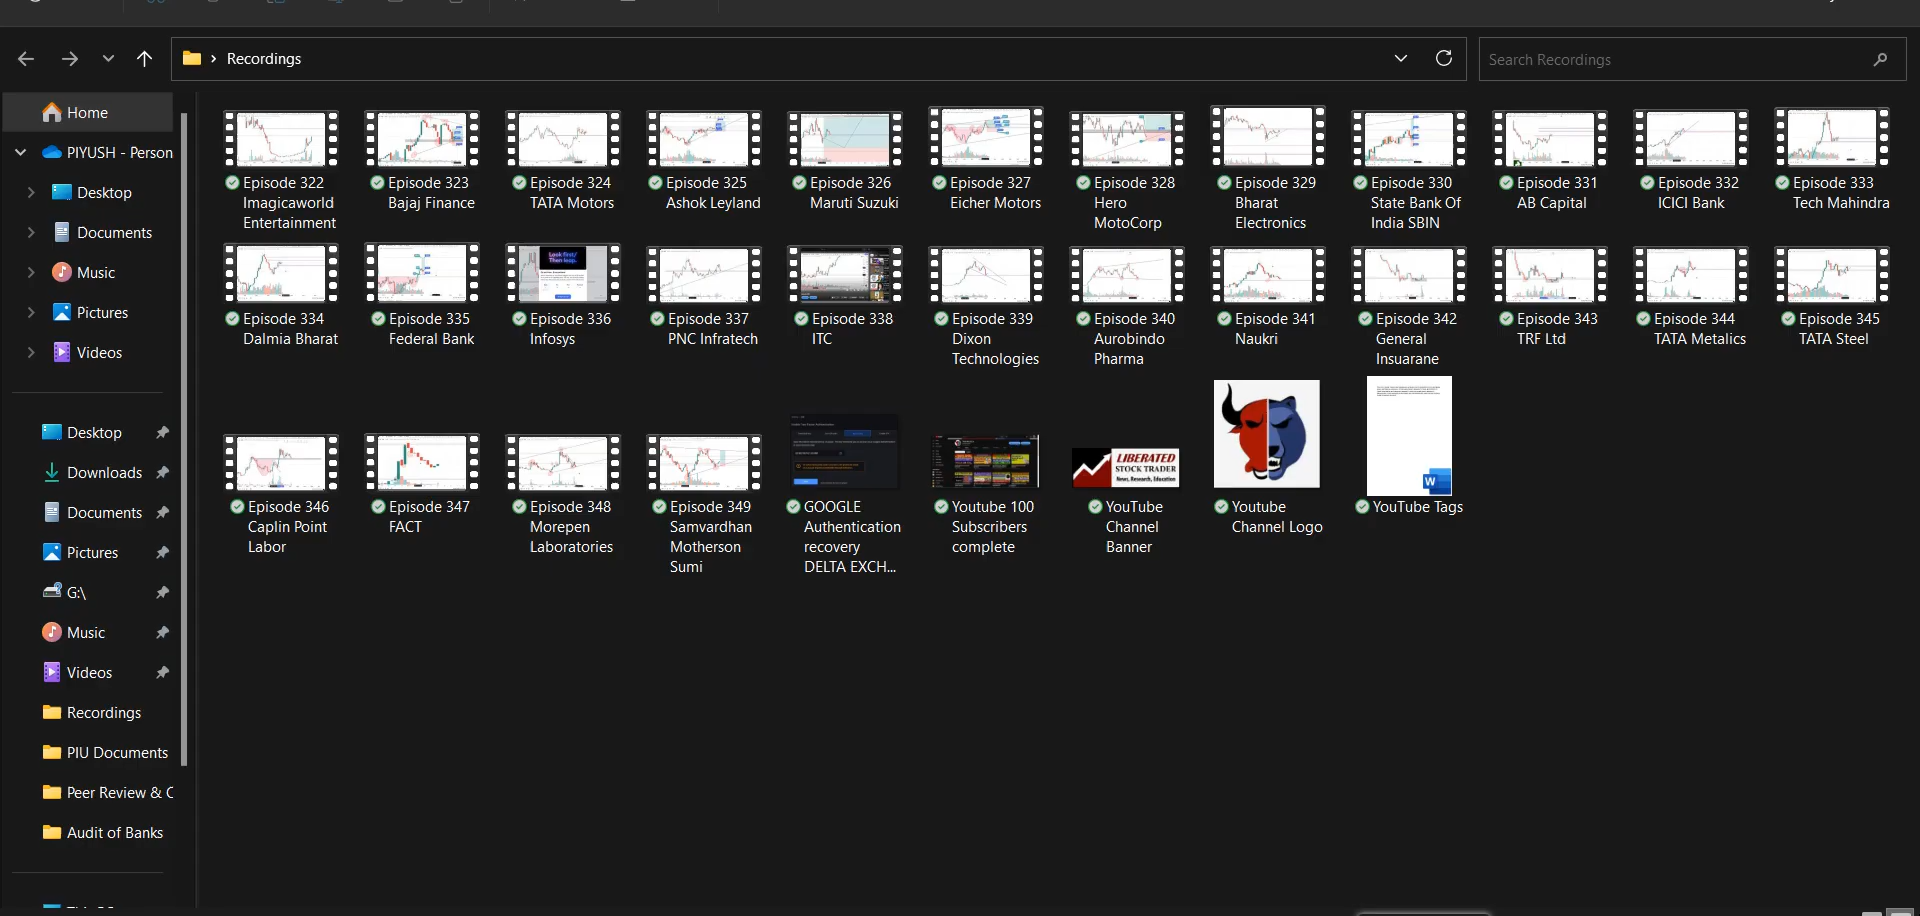 Recordings
Search Recordings
Home
PIYUSH - Person
Desktop
Documents
Music
Pictures
Videos
Desktop
Downloads
Documents
Pictures
G:\
Music
Videos
Recordings
PIU Documents
Peer Review & C
Audit of Banks
Episode 322
Imagicaworld
Entertainment
Episode 323
Bajaj Finance
Episode 324
TATA Motors
Episode 325
Ashok Leyland
Episode 326
Maruti Suzuki
Episode 327
Eicher Motors
Episode 328
Hero
MotoCorp
Episode 329
Bharat
Electronics
Episode 330
State Bank Of
India SBIN
Episode 331
AB Capital
Episode 332
ICICI Bank
Episode 333
Tech Mahindra
Episode 334
Dalmia Bharat
Episode 335
Federal Bank
Look first/
Then leap.
Episode 336
Infosys
Episode 337
PNC Infratech
Episode 338
ITC
Episode 339
Dixon
Technologies
Episode 340
Aurobindo
Pharma
Episode 341
Naukri
Episode 342
General
Insuarane
Episode 343
TRF Ltd
Episode 344
TATA Metalics
Episode 345
TATA Steel
Episode 346
Caplin Point
Labor
Episode 347
FACT
Episode 348
Morepen
Laboratories
Episode 349
Samvardhan
Motherson
Sumi
GOOGLE
Authentication
recovery
DELTA EXCH...
Youtube 100
Subscribers
complete
LIBERATED
STOCK TRADER
News, Research, Education
YouTube
Channel
Banner
Youtube
Channel Logo
W
YouTube Tags